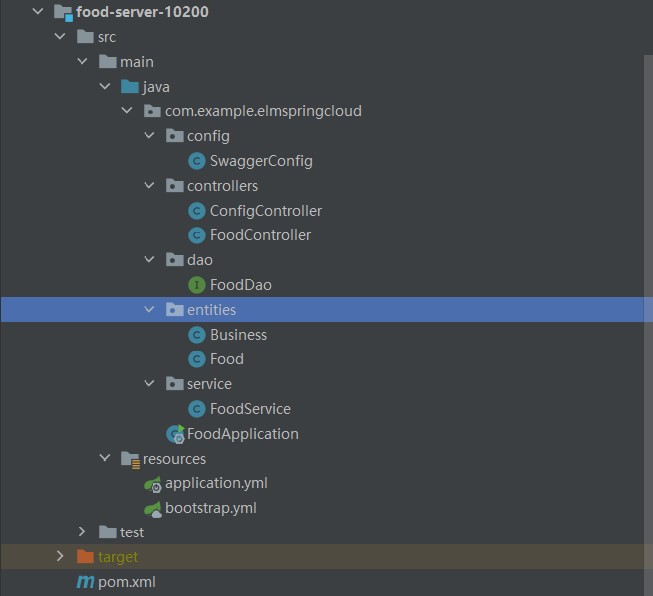 food-server-10200
src
main
java
com.example.elmspringcloud
config
C SwaggerConfig
controllers
C ConfigController
C FoodController
dao
I FoodDao
entities
C Business
C Food
service
C FoodService
FoodApplication
resources
application.yml
bootstrap.yml
test
target
m pom.xml